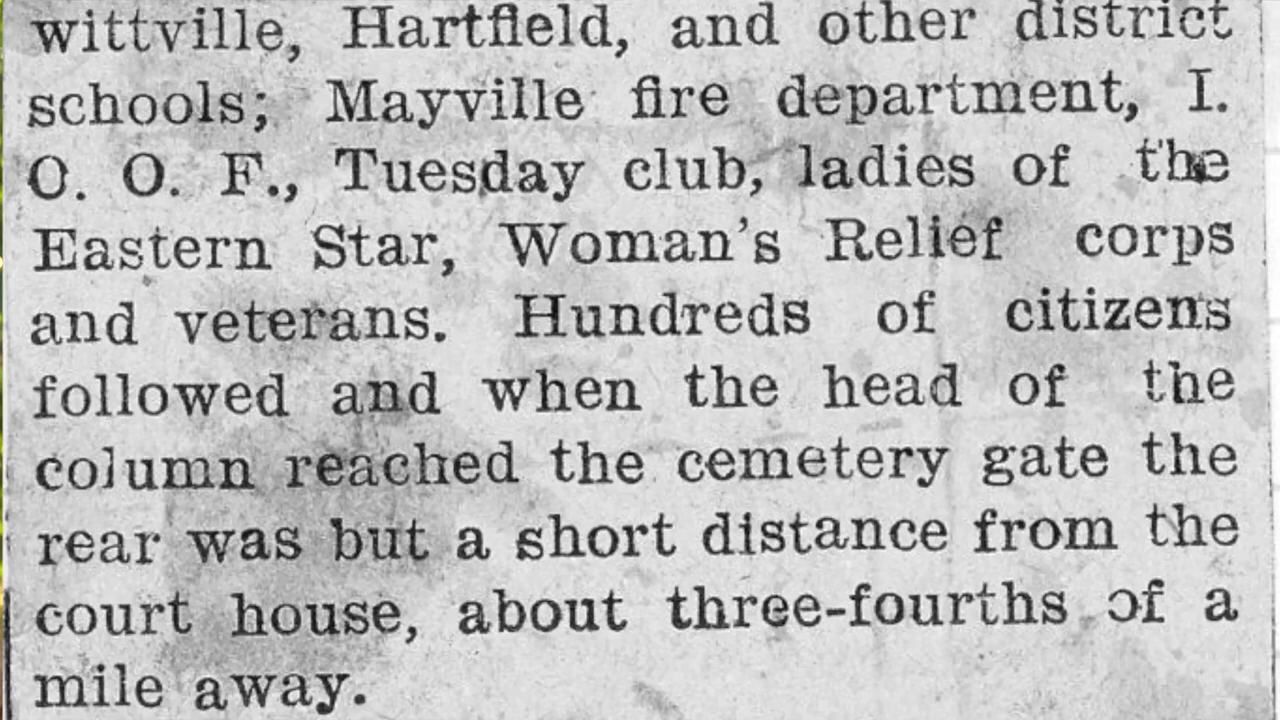 wittville, Hartfield, and other district
schools; Mayville fire department, I.
O. O. F., Tuesday club, ladies of the
Eastern Star, Woman's Relief corps
and veterans. Hundreds of citizens
followed and when the head of the
column reached the cemetery gate the
rear was but a short distance from the
court house, about three-fourths of a
mile away.